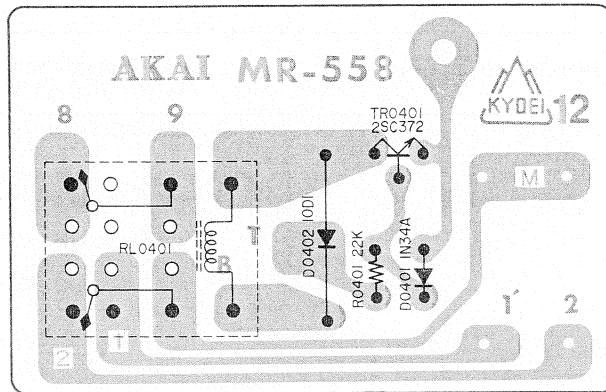 AKAI MR-558
KYOEI 12
8
9
TR0401
2SC372
M
RL0401
B
D0402 10D1
R0401 22K
D0401 IN34A
1'
2
2
1